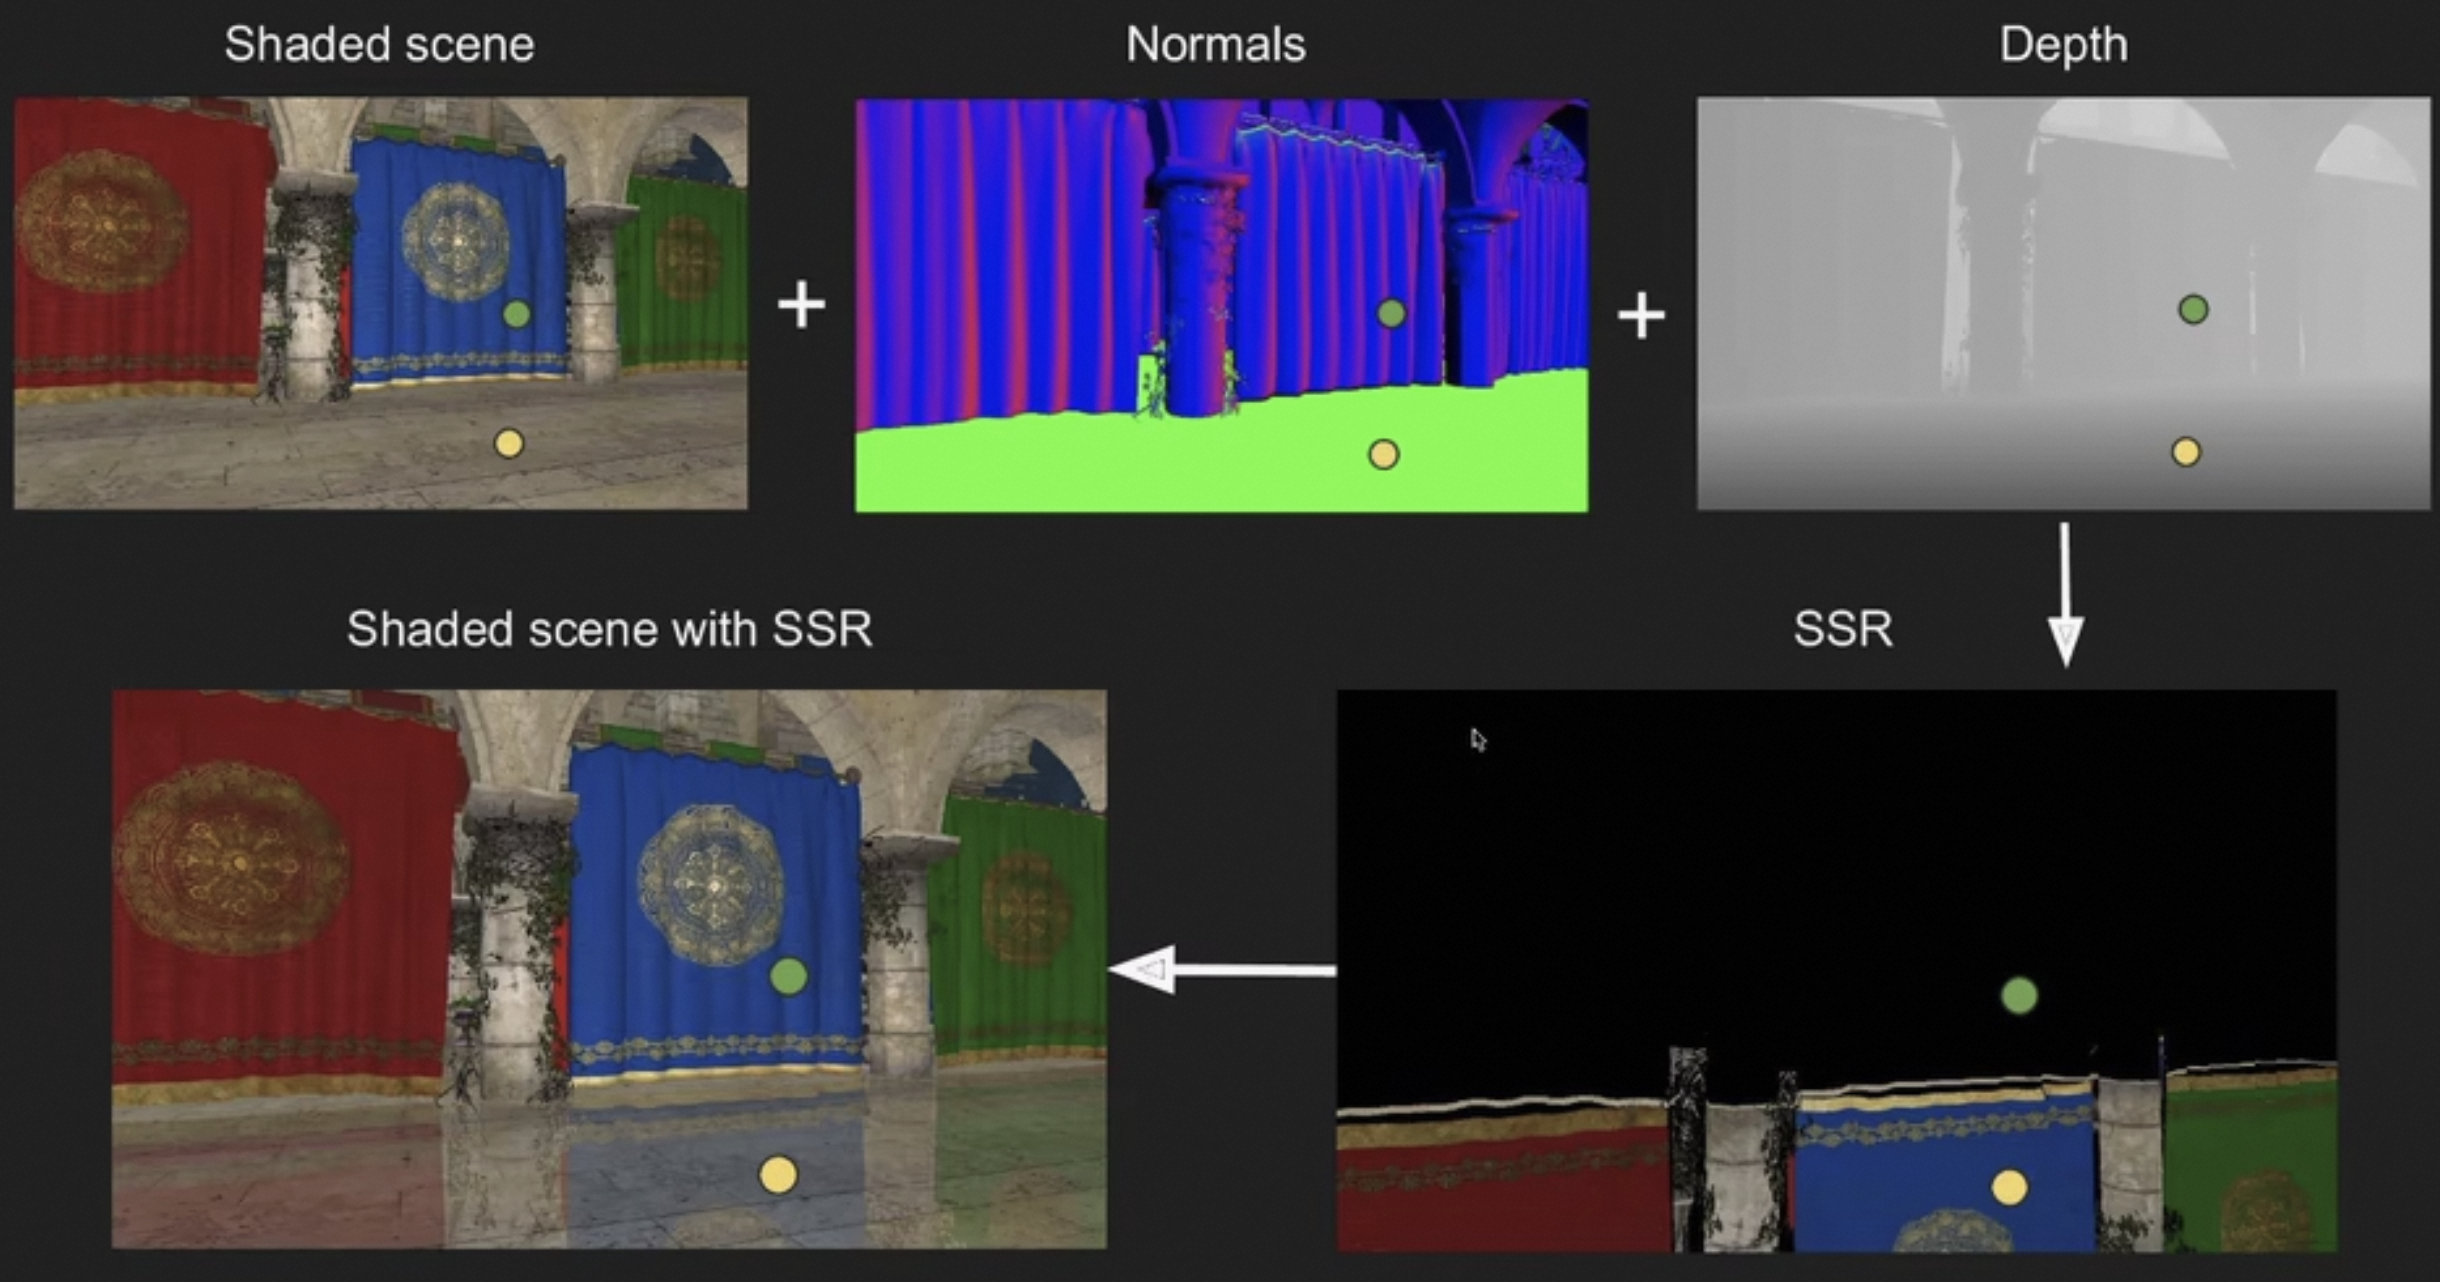 Shaded scene
Normals
Depth
+
+
Shaded scene with SSR
SSR